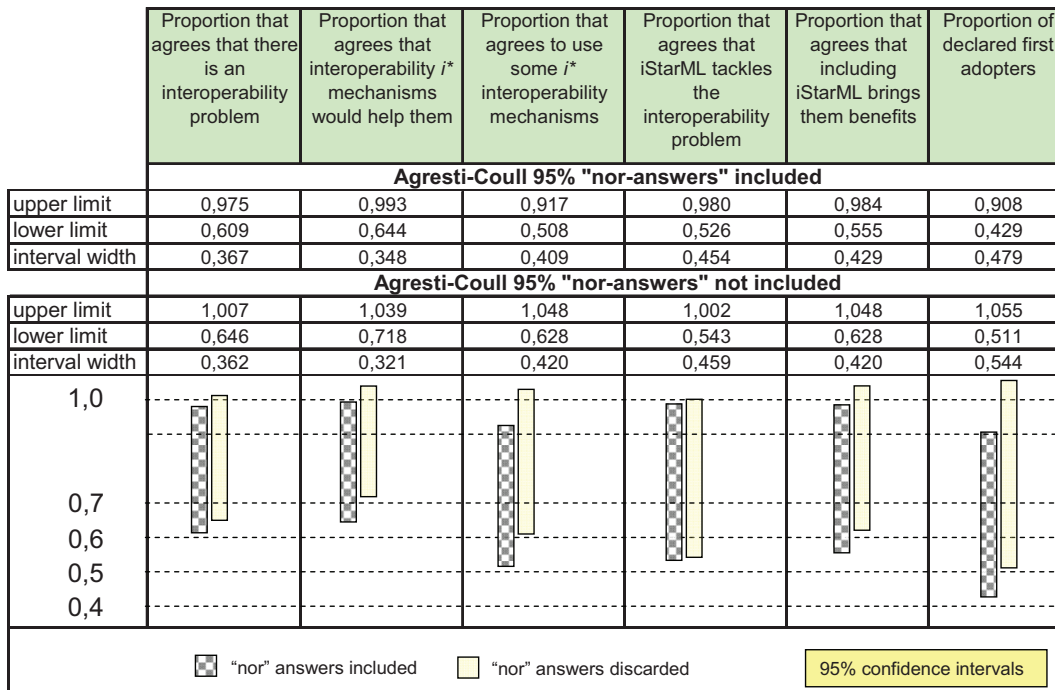 Proportion that agrees that there is an interoperability problem
Proportion that agrees that interoperability i* mechanisms would help them
Proportion that agrees to use some i* interoperability mechanisms
Proportion that agrees that iStarML tackles the interoperability problem
Proportion that agrees that including iStarML brings them benefits
Proportion of declared first adopters
Agresti-Coull 95% "nor-answers" included
upper limit 0,975 0,993 0,917 0,980 0,984 0,908
lower limit 0,609 0,644 0,508 0,526 0,555 0,429
interval width 0,367 0,348 0,409 0,454 0,429 0,479
Agresti-Coull 95% "nor-answers" not included
upper limit 1,007 1,039 1,048 1,002 1,048 1,055
lower limit 0,646 0,718 0,628 0,543 0,628 0,511
interval width 0,362 0,321 0,420 0,459 0,420 0,544
1,0
0,7
0,6
0,5
0,4
“nor” answers included
“nor” answers discarded
95% confidence intervals